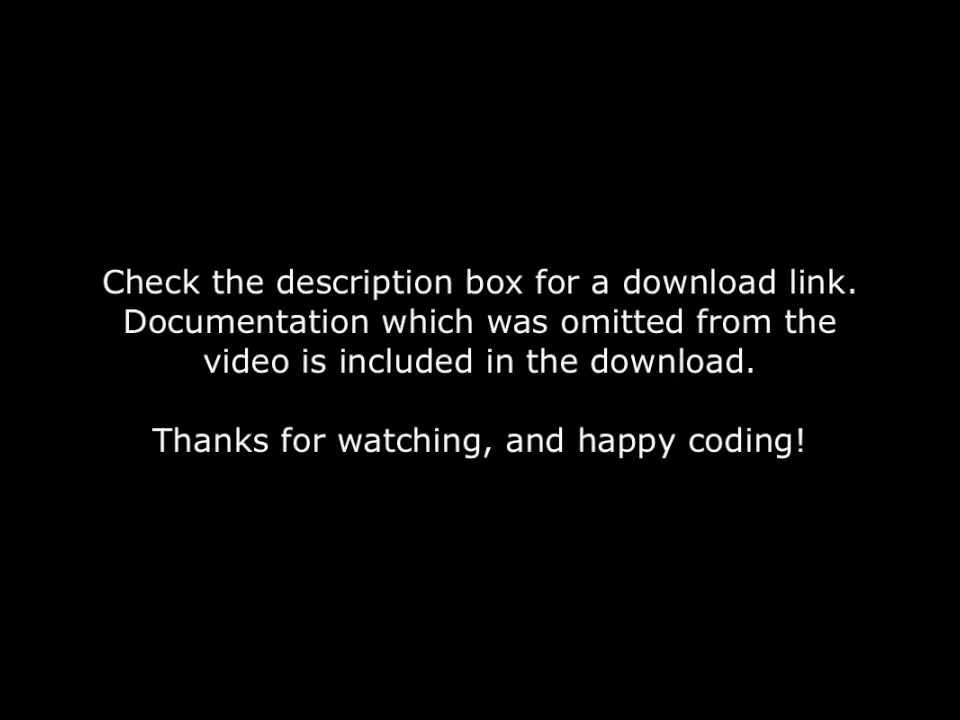 Check the description box for a download link.
Documentation which was omitted from the
video is included in the download.
Thanks for watching, and happy coding!